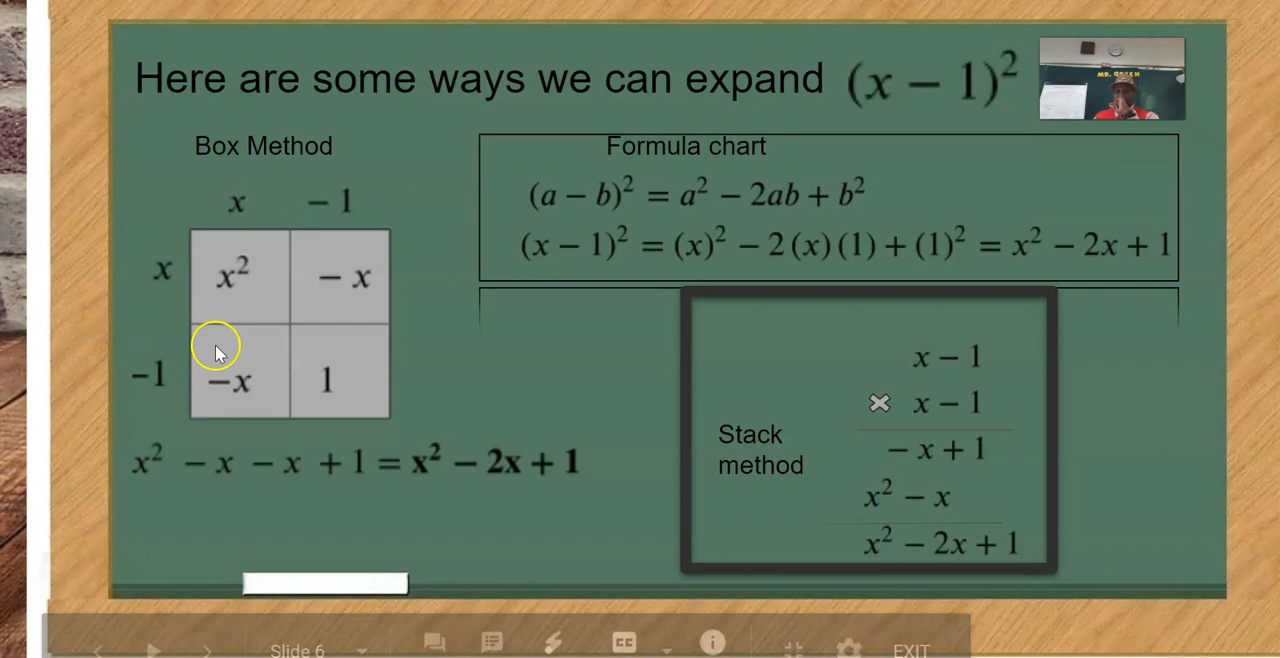 Here are some ways we can expand (x − 1)²
MR. GREEN
Box Method
x − 1
x x² − x
−1 −x 1
x² − x − x + 1 = x² − 2x + 1
Formula chart
(a − b)² = a² − 2ab + b²
(x − 1)² = (x)² − 2 (x) (1) + (1)² = x² − 2x + 1
Stack
method
x − 1
× x − 1
− x + 1
x² − x
x² − 2x + 1
Slide 6
CC
EXIT